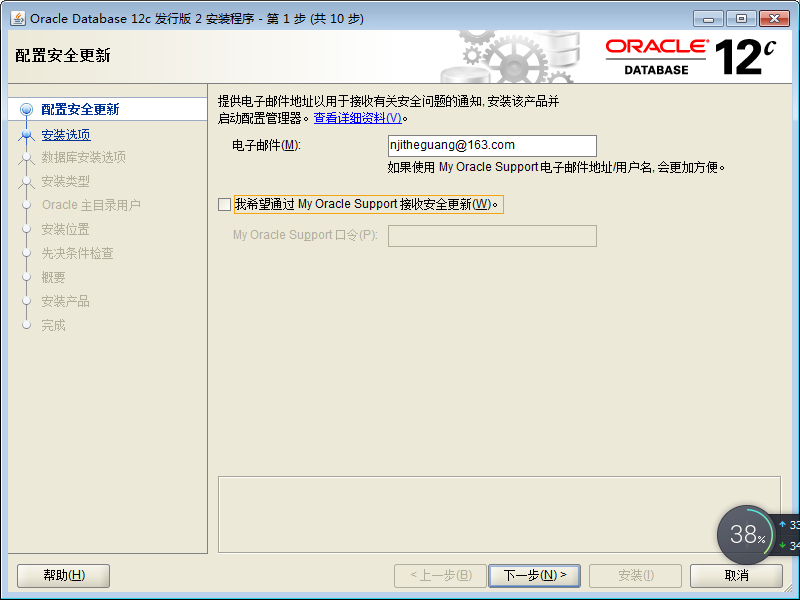 Oracle Database 12c 发行版 2 安装程序 - 第 1 步 (共 10 步)
配置安全更新
ORACLE®
DATABASE
12c
配置安全更新
安装选项
数据库安装选项
安装类型
Oracle 主目录用户
安装位置
先决条件检查
概要
安装产品
完成
提供电子邮件地址以用于接收有关安全问题的通知, 安装该产品并
启动配置管理器。查看详细资料(V)。
电子邮件(M):
njitheguang@163.com
如果使用 My Oracle Support 电子邮件地址/用户名, 会更加方便。
我希望通过 My Oracle Support 接收安全更新(W)。
My Oracle Support 口令(P):
38%
33
34
帮助(H)
< 上一步(B)
下一步(N) >
安装(I)
取消